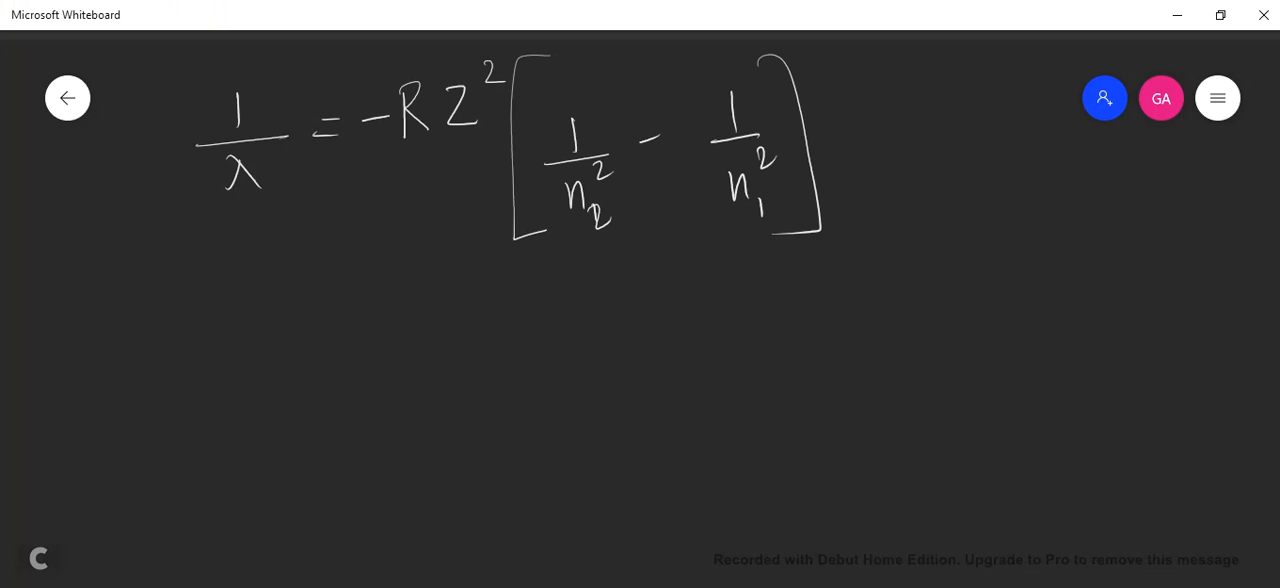 Microsoft Whiteboard
GA
1/λ = -RZ² [1/n₂² - 1/n₁²]
C
Recorded with Debut Home Edition. Upgrade to Pro to remove this message